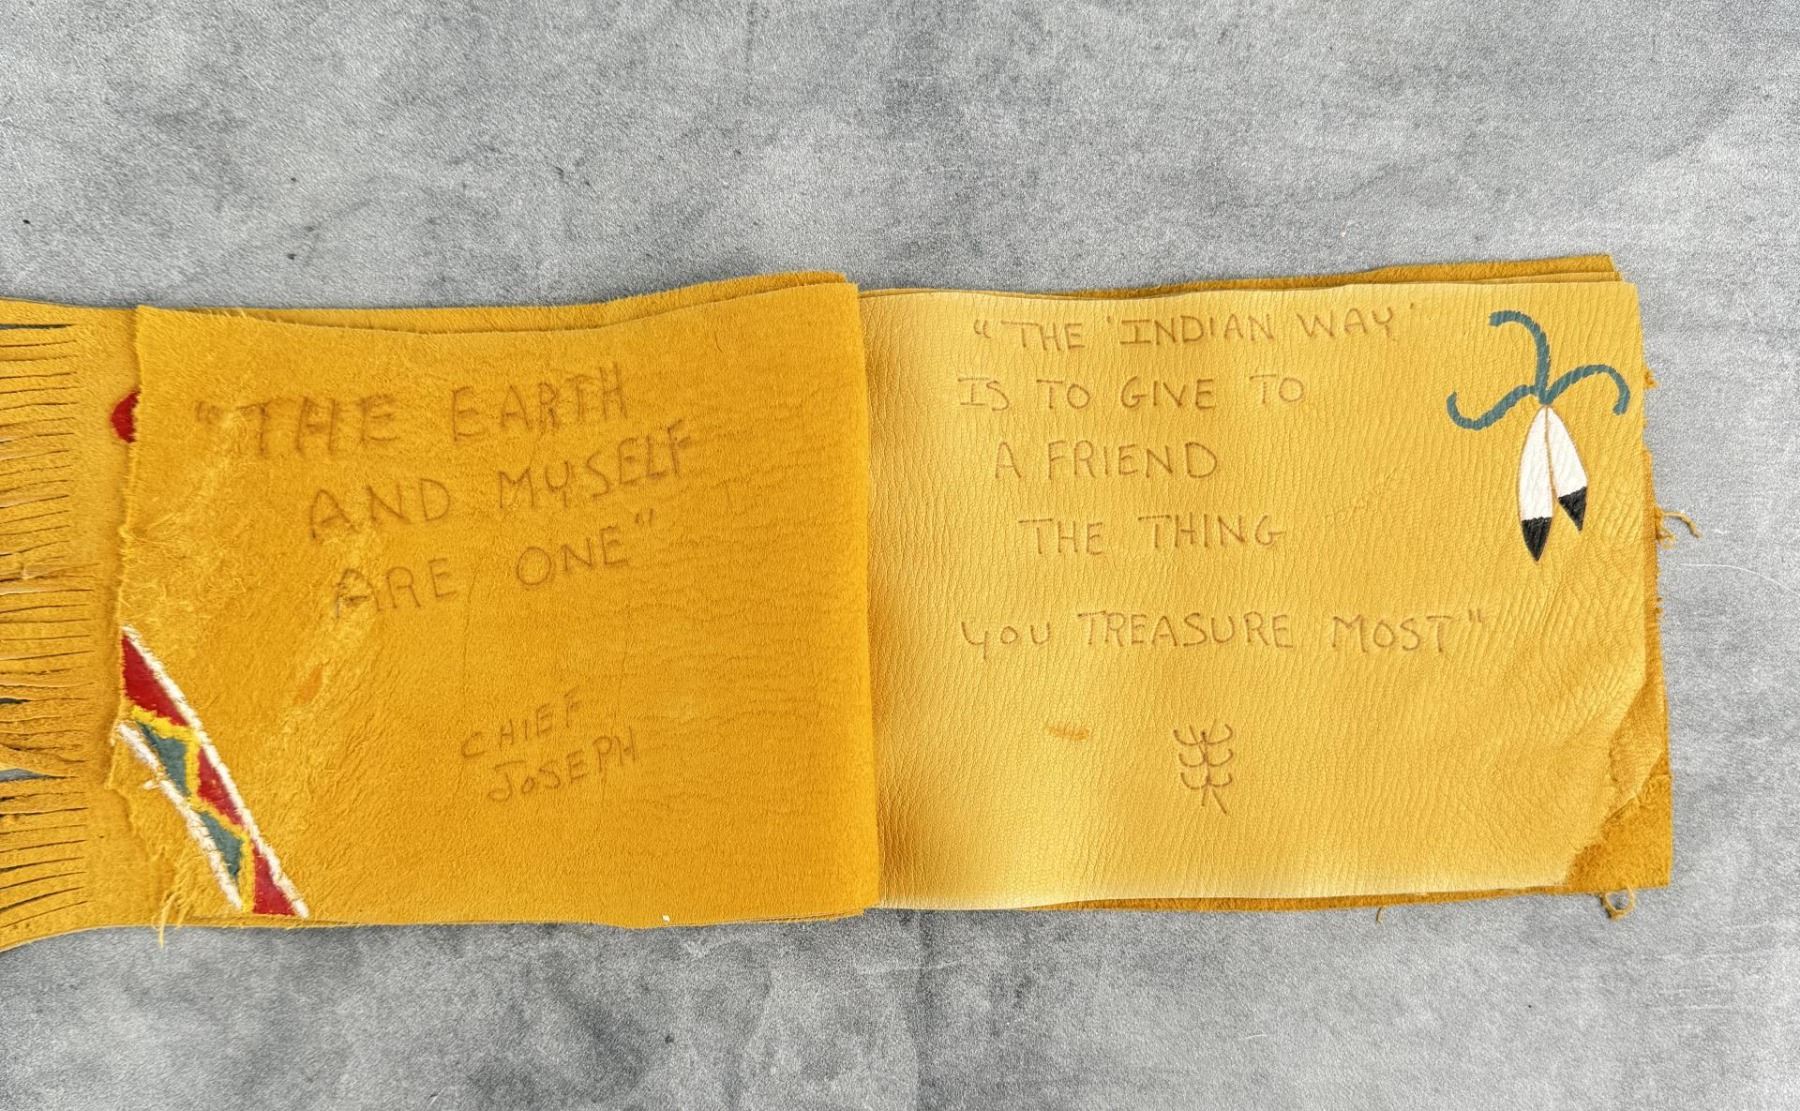 "THE EARTH
AND MYSELF
ARE ONE"
CHIEF
JOSEPH
"THE 'INDIAN WAY'
IS TO GIVE TO
A FRIEND
THE THING
YOU TREASURE MOST"